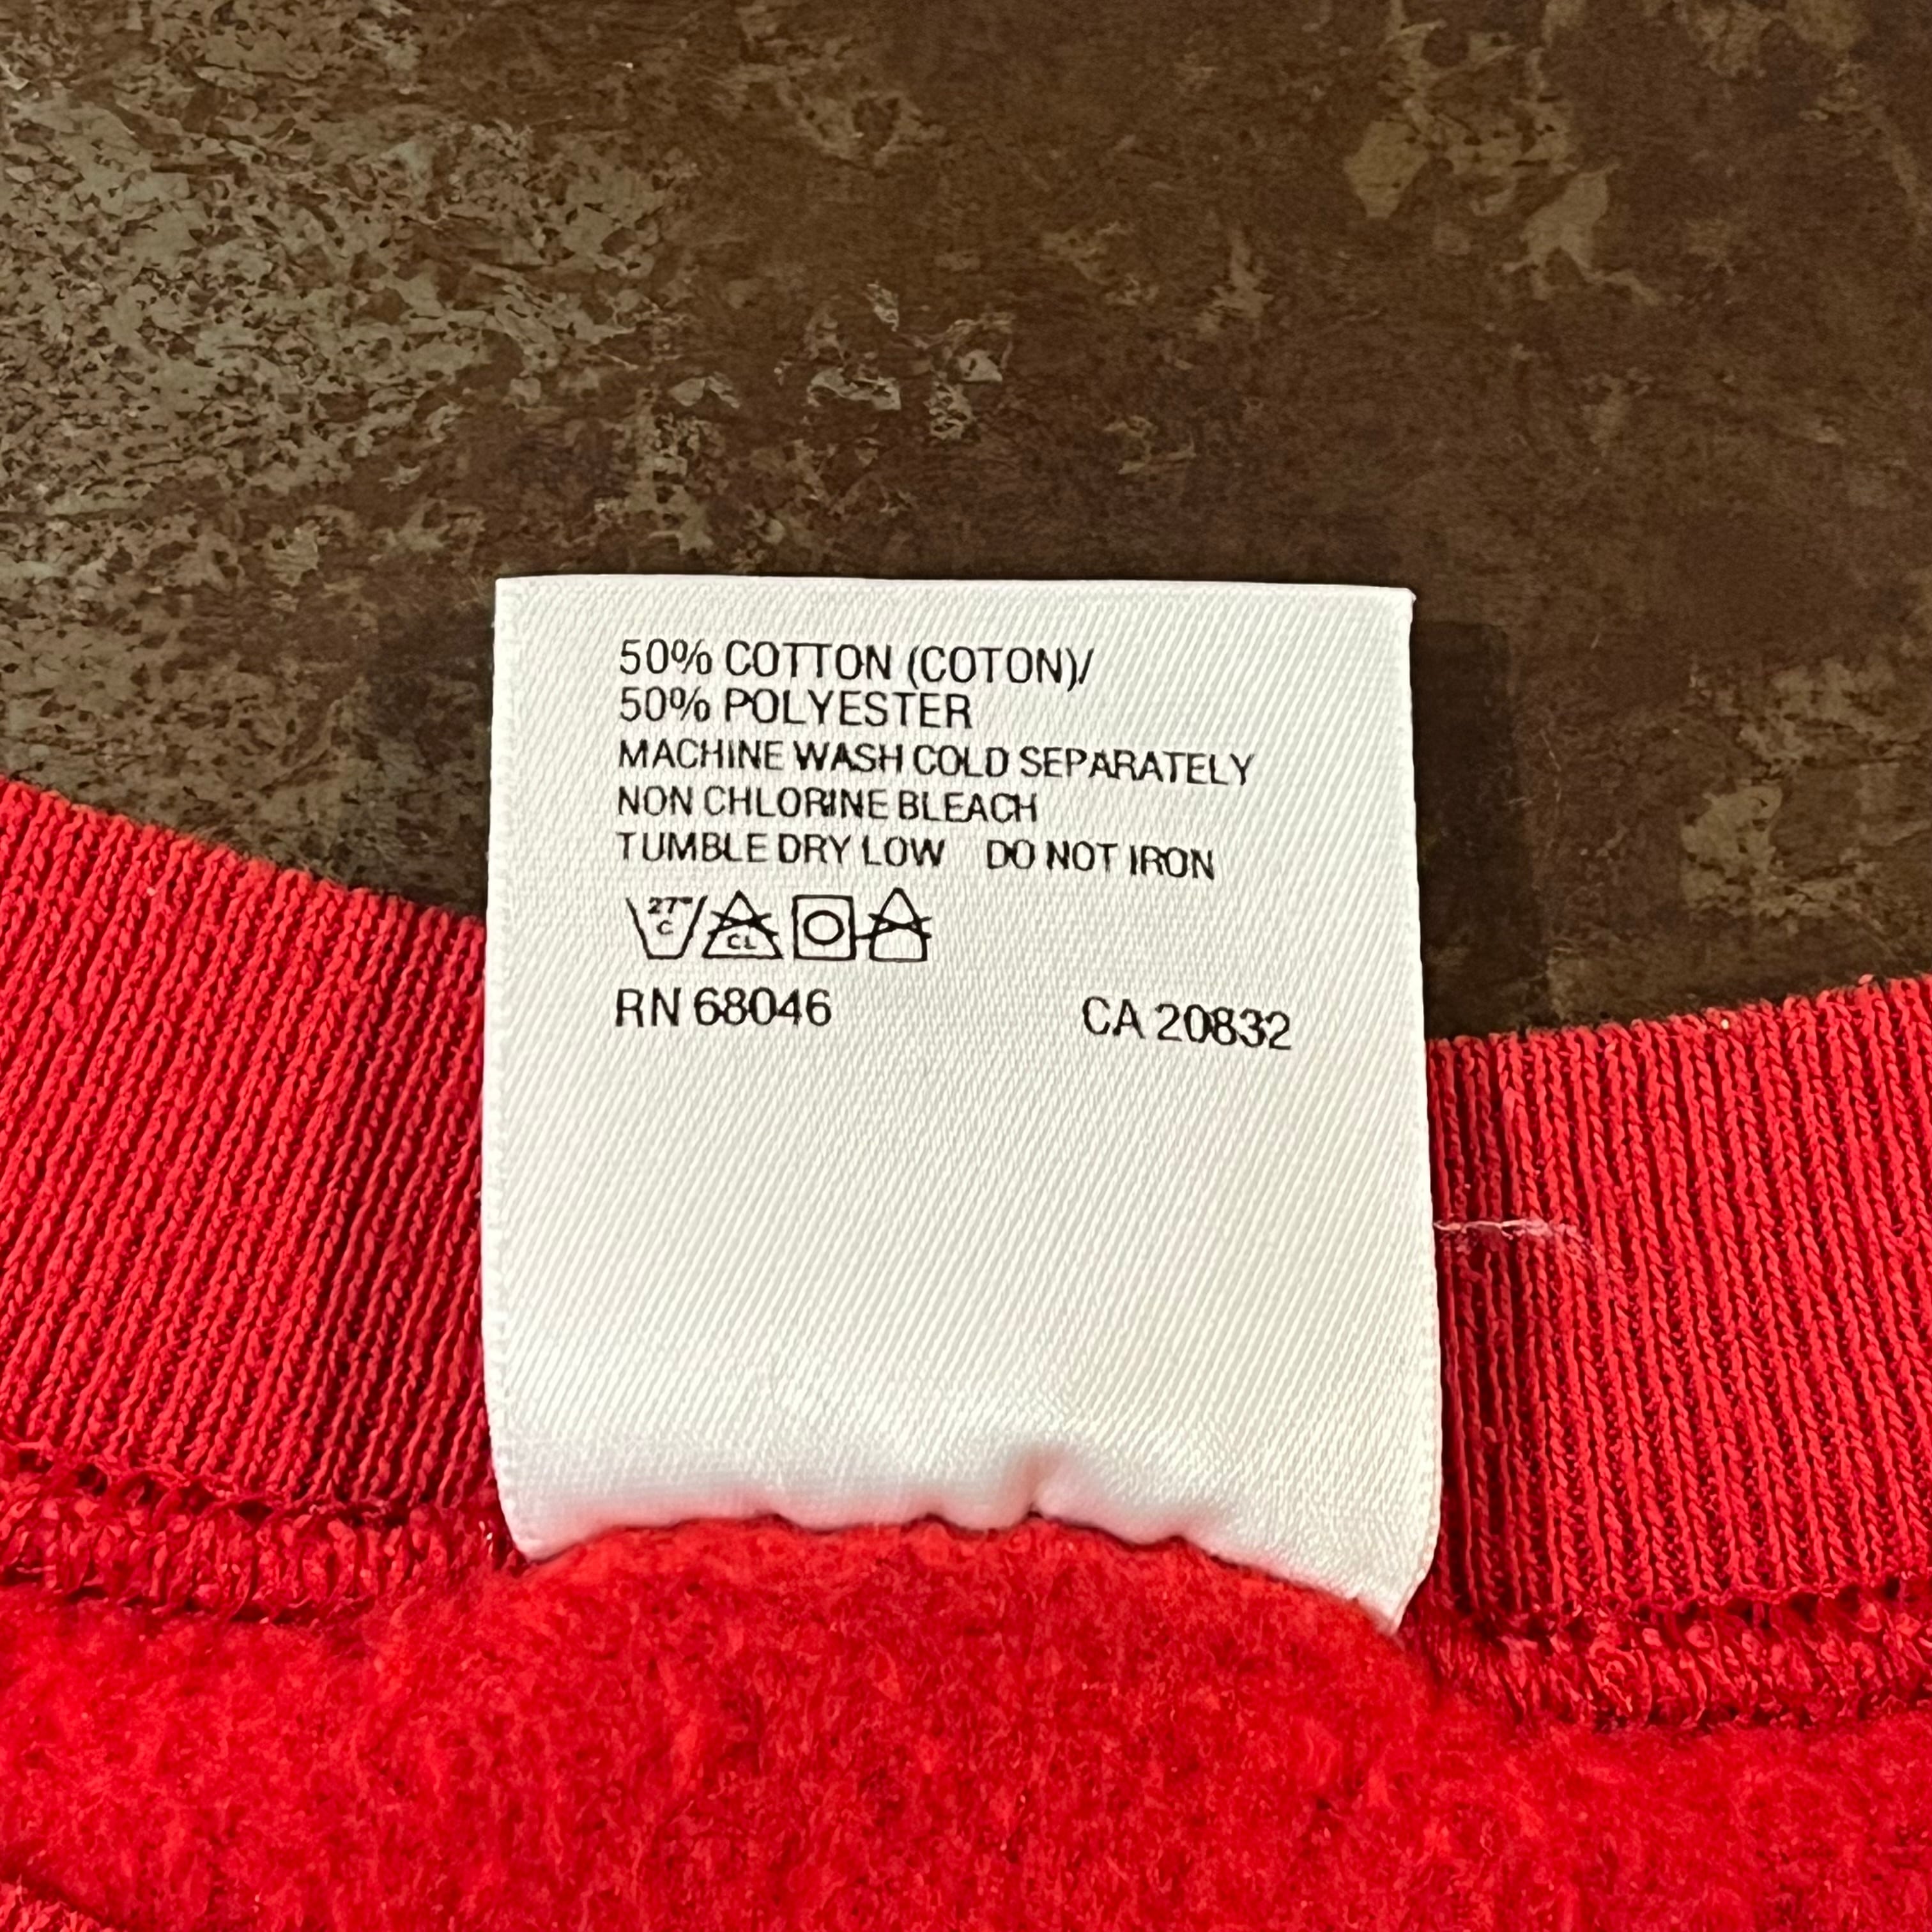 50% COTTON (COTON)/
50% POLYESTER
MACHINE WASH COLD SEPARATELY
NON CHLORINE BLEACH
TUMBLE DRY LOW DO NOT IRON
27° C CL
RN 68046 CA 20832